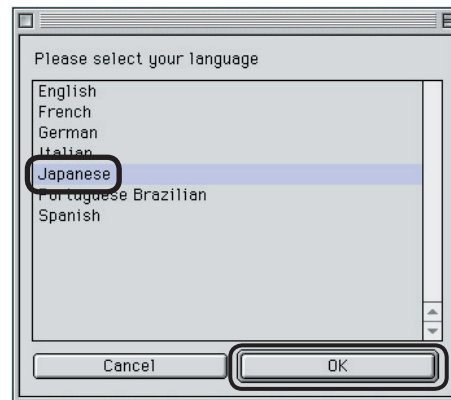 Please select your language
English
French
German
Italian
Japanese
Portuguese Brazilian
Spanish
Cancel
OK